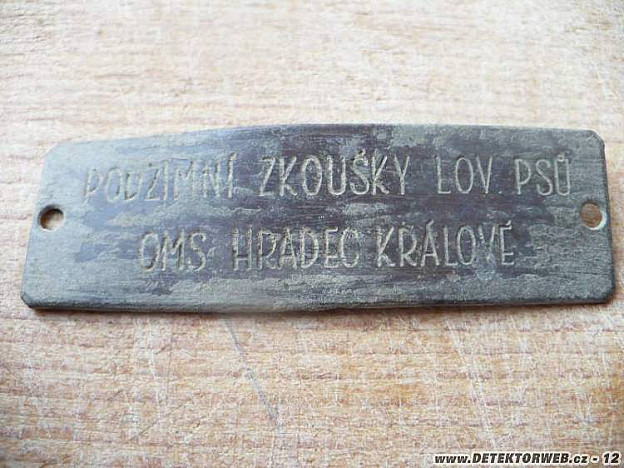 PODZIMNÍ ZKOUŠKY LOV. PSŮ
OMS HRADEC KRÁLOVÉ
www.DETEKTORWEB.cz - 12